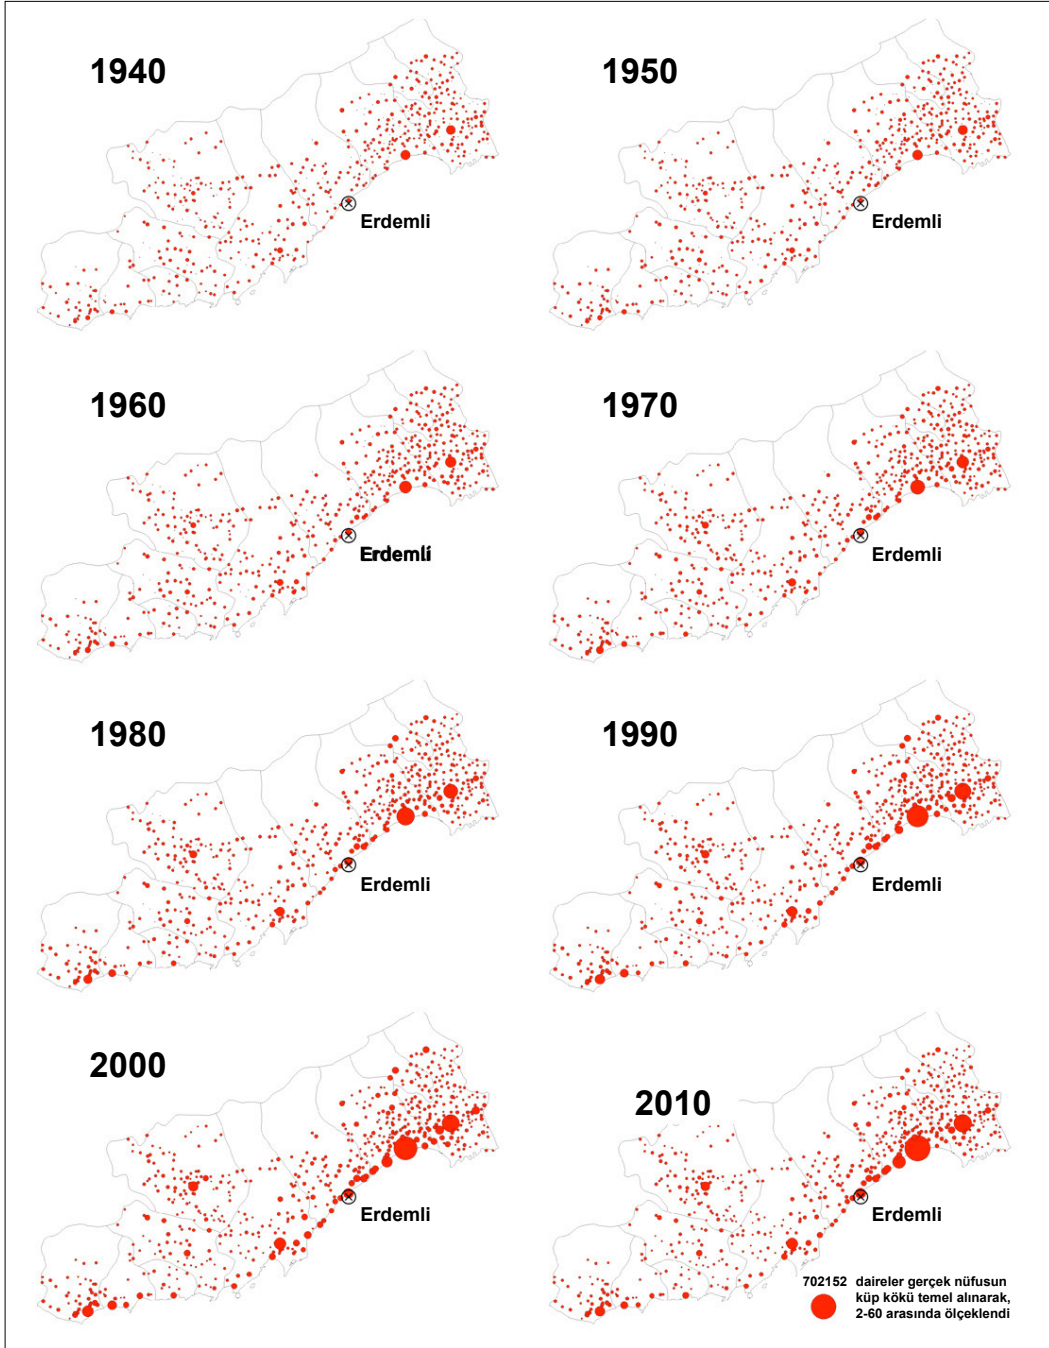 1940
Erdemli
1950
Erdemli
1960
Erdemli
1970
Erdemli
1980
Erdemli
1990
Erdemli
2000
Erdemli
2010
Erdemli
702152 daireler gerçek nüfusun
küp kökü temel alınarak,
2-60 arasında ölçeklendi